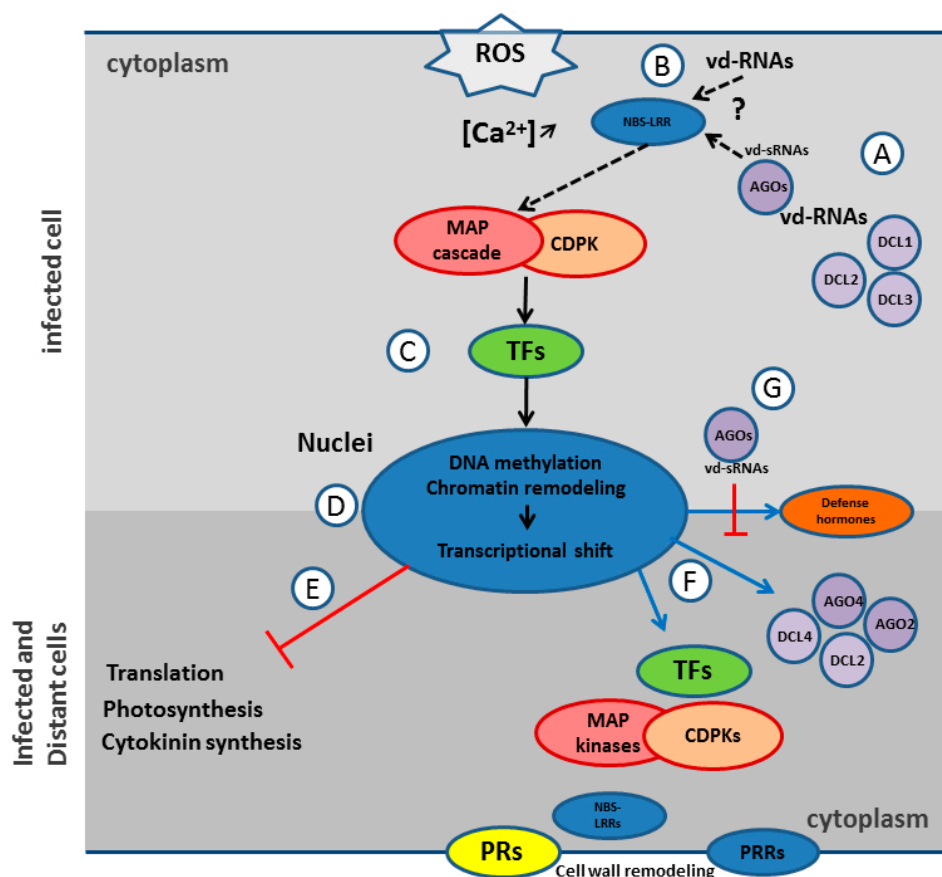 cytoplasm
ROS
B
vd-RNAs
?
[Ca²⁺]
NBS-LRR
vd-sRNAs
A
AGOs
vd-RNAs
MAP
cascade
CDPK
DCL1
DCL2
DCL3
infected cell
C
TFs
G
AGOs
vd-sRNAs
Nuclei
DNA methylation
Chromatin remodeling
Transcriptional shift
D
Defense
hormones
E
F
AGO4
AGO2
DCL4
DCL2
Infected and
Distant cells
Translation
Photosynthesis
Cytokinin synthesis
TFs
MAP
kinases
CDPKs
NBS-
LRRs
cytoplasm
PRs
PRRs
Cell wall remodeling